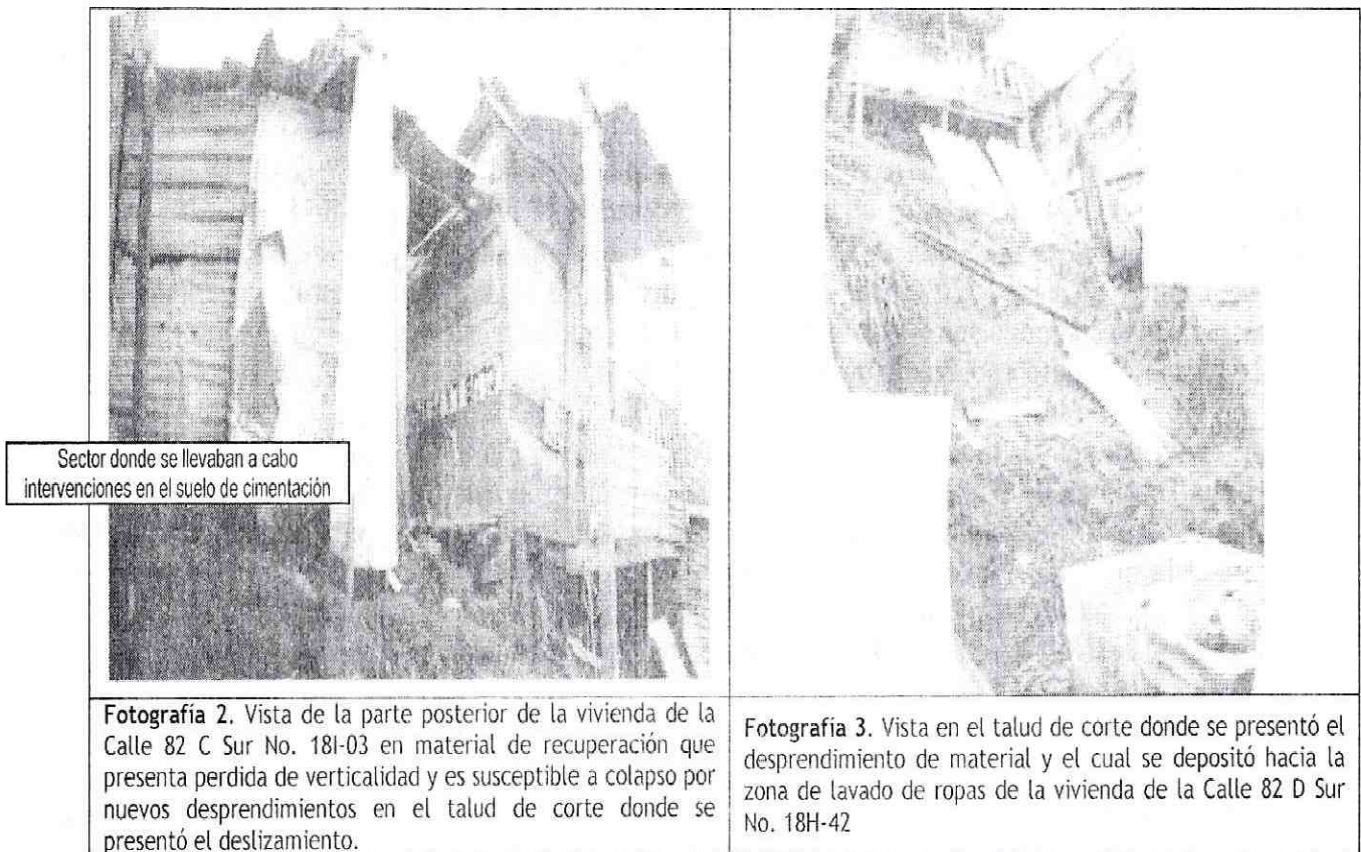 Sector donde se llevaban a cabo
intervenciones en el suelo de cimentación
Fotografía 2. Vista de la parte posterior de la vivienda de la
Calle 82 C Sur No. 18I-03 en material de recuperación que
presenta perdida de verticalidad y es susceptible a colapso por
nuevos desprendimientos en el talud de corte donde se
presentó el deslizamiento.
Fotografía 3. Vista en el talud de corte donde se presentó el
desprendimiento de material y el cual se depositó hacia la
zona de lavado de ropas de la vivienda de la Calle 82 D Sur
No. 18H-42